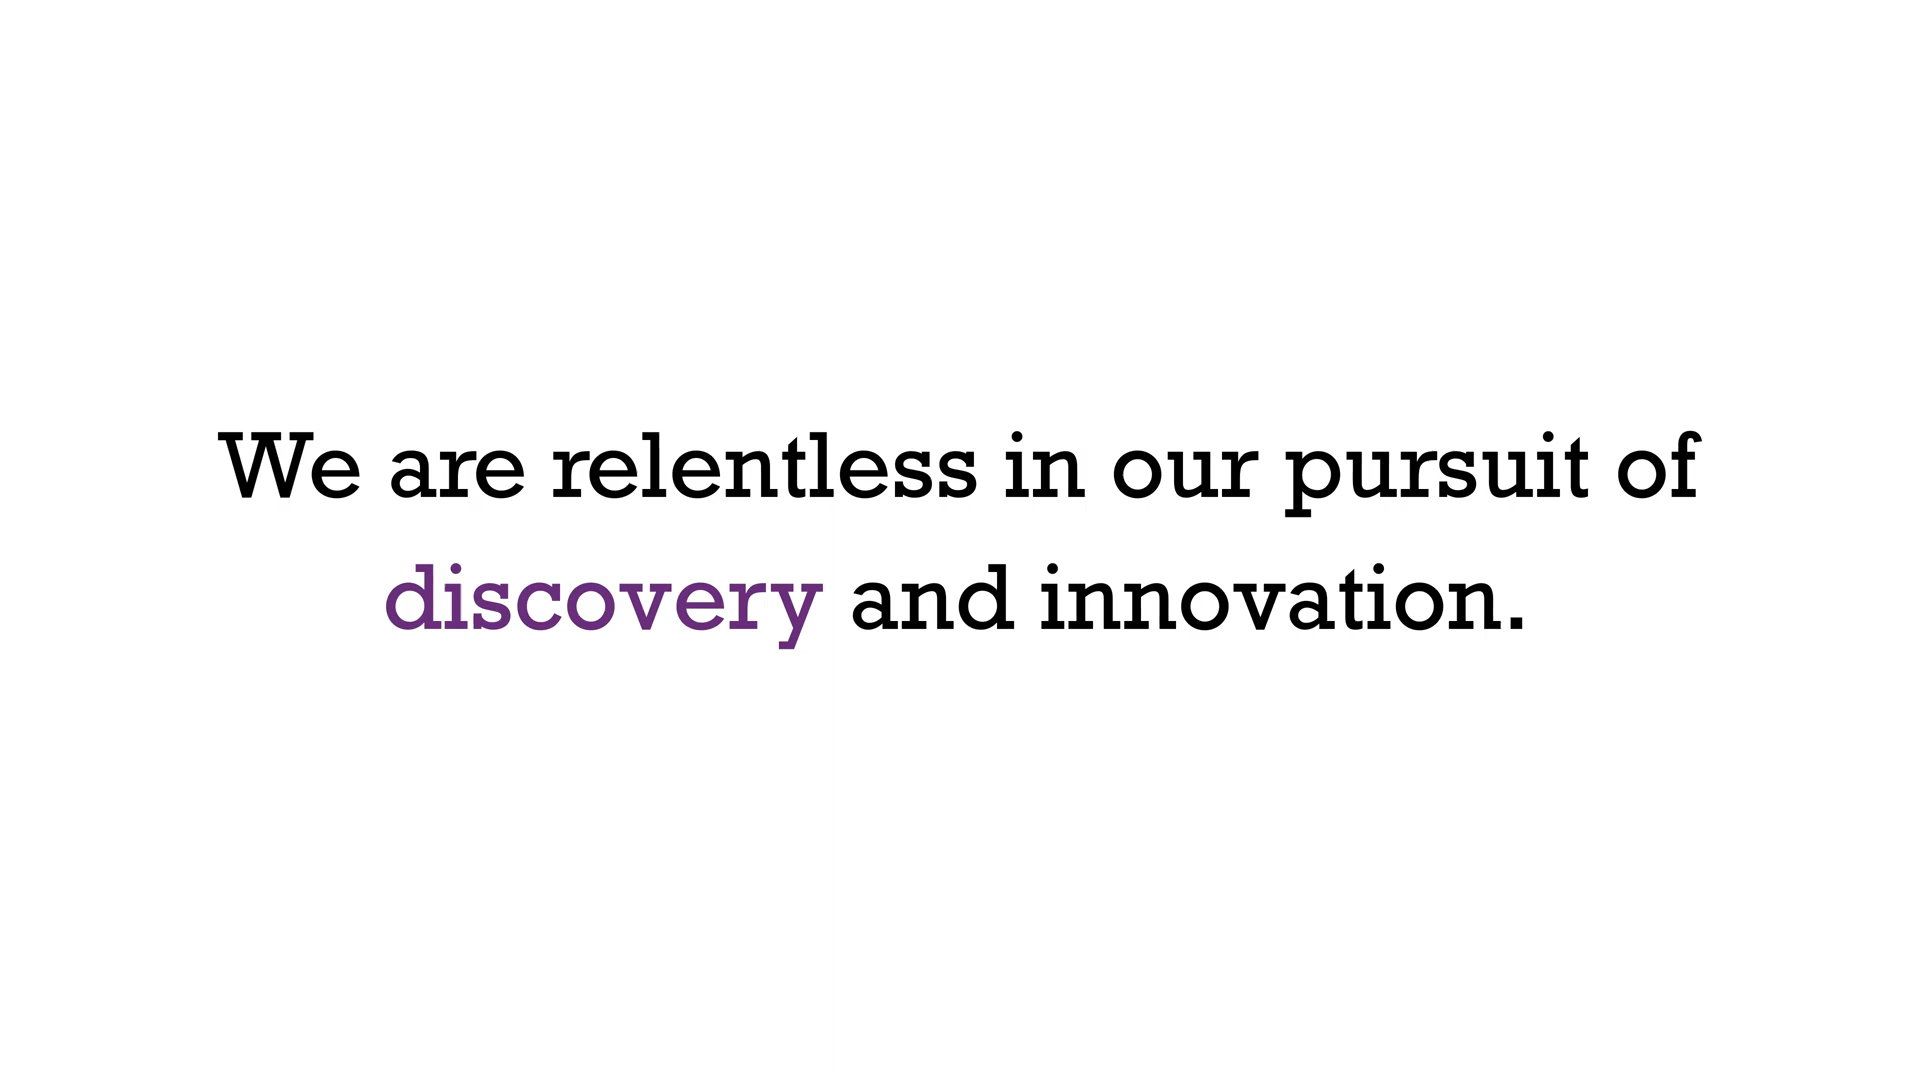 We are relentless in our pursuit of
discovery and innovation.